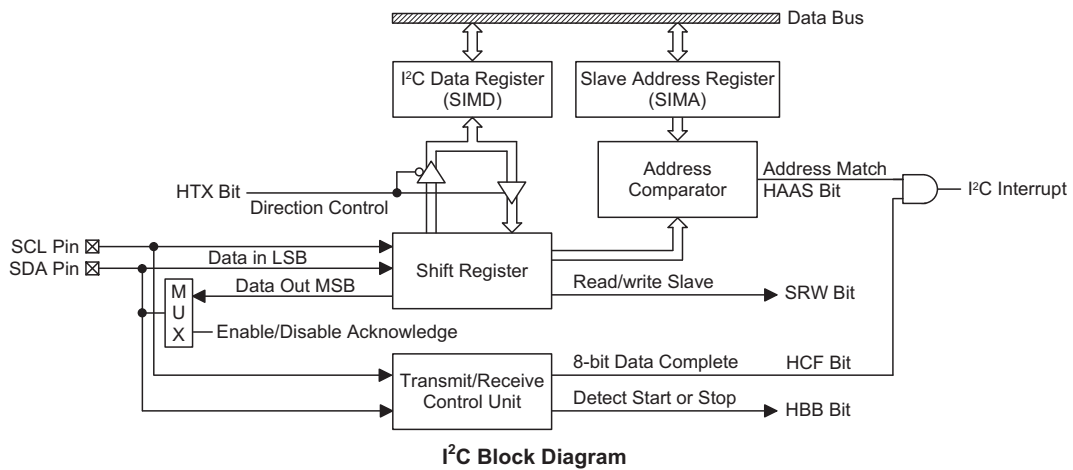 Data Bus
I²C Data Register
(SIMD)
Slave Address Register
(SIMA)
Address
Comparator
Address Match
HAAS Bit
I²C Interrupt
HTX Bit
Direction Control
SCL Pin
SDA Pin
Data in LSB
Shift Register
Data Out MSB
Read/write Slave
SRW Bit
M
U
X
Enable/Disable Acknowledge
Transmit/Receive
Control Unit
8-bit Data Complete
HCF Bit
Detect Start or Stop
HBB Bit
I²C Block Diagram